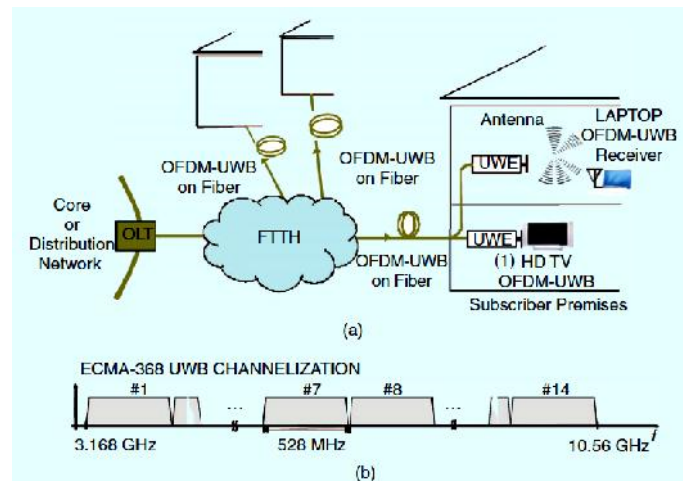 Antenna
LAPTOP
OFDM-UWB
Receiver
UWE
OFDM-UWB
on Fiber
OFDM-UWB
on Fiber
Core
or
Distribution
Network
OLT
FTTH
OFDM-UWB
on Fiber
UWE
(1) HD TV
OFDM-UWB
Subscriber Premises
(a)
ECMA-368 UWB CHANNELIZATION
#1 ... #7 #8 ... #14
3.168 GHz 528 MHz 10.56 GHz f
(b)